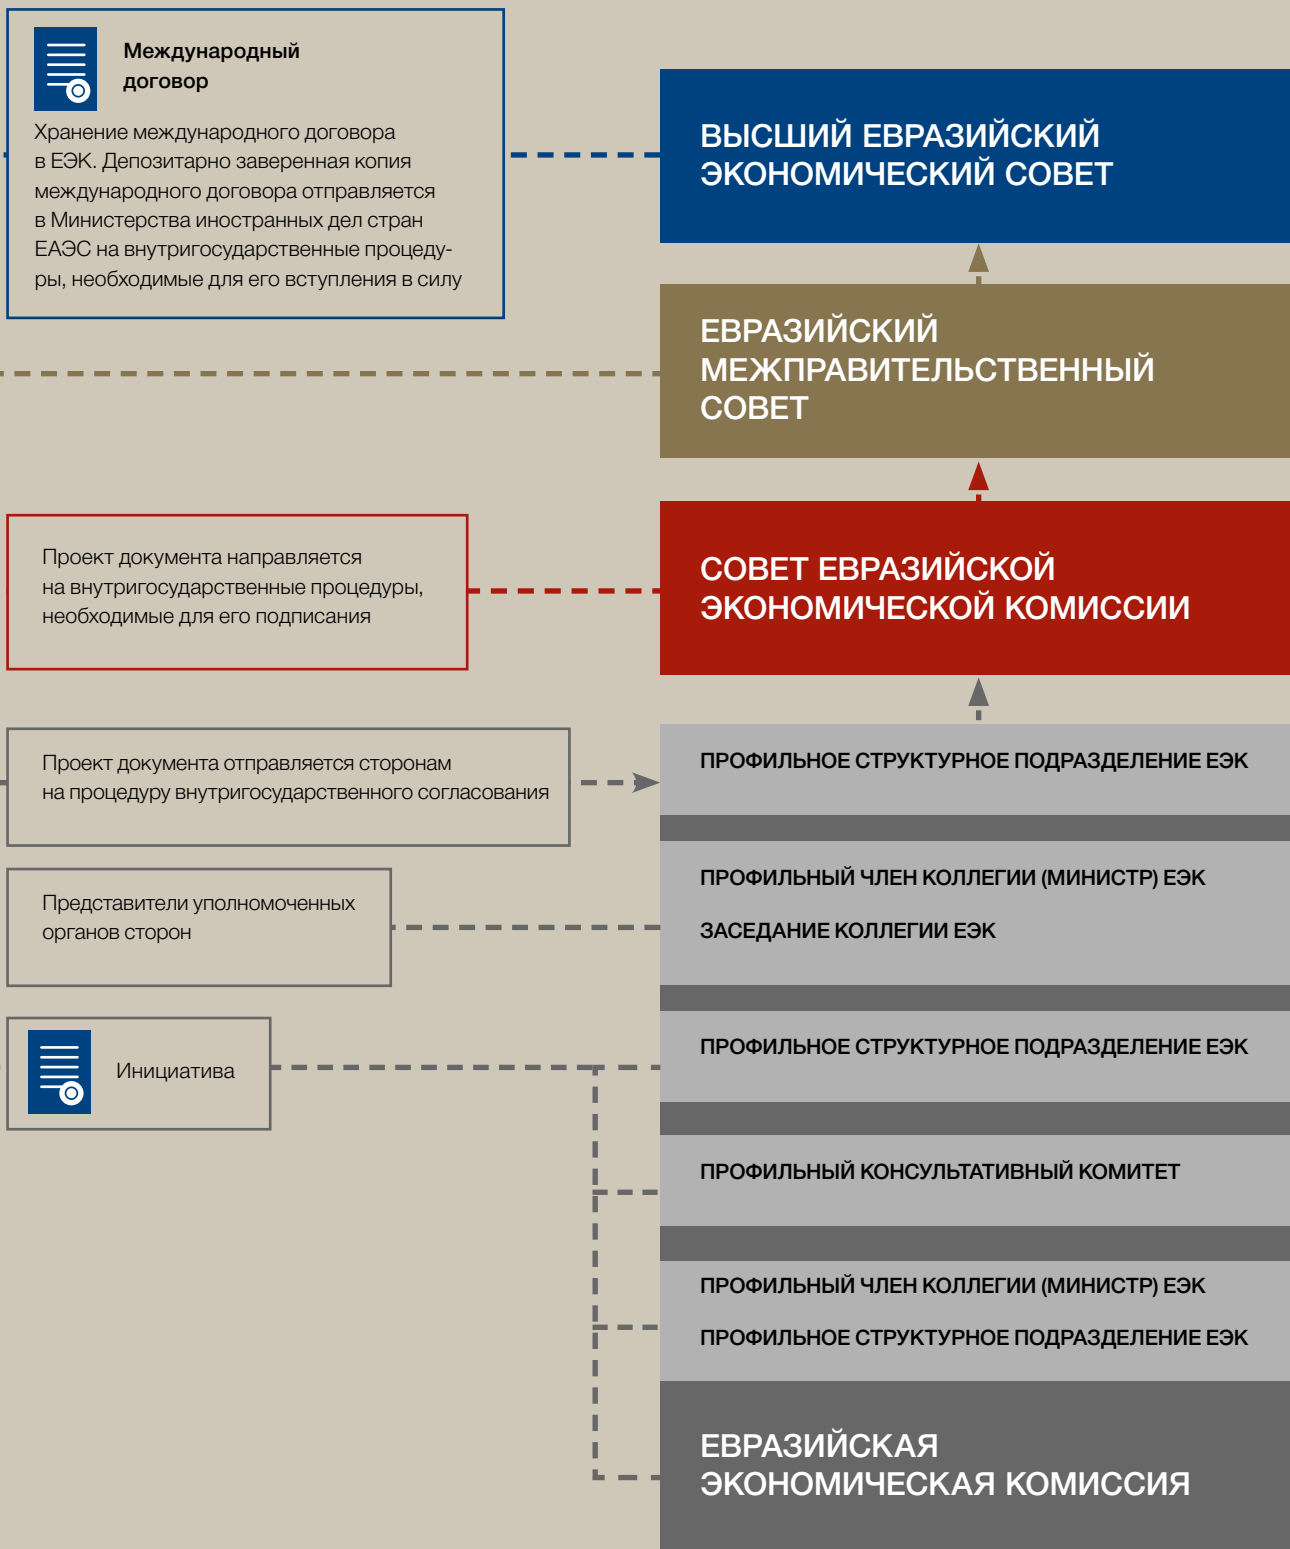 Международный
договор
Хранение международного договора
в ЕЭК. Депозитарно заверенная копия
международного договора отправляется
в Министерства иностранных дел стран
ЕАЭС на внутригосударственные процеду-
ры, необходимые для его вступления в силу
ВЫСШИЙ ЕВРАЗИЙСКИЙ
ЭКОНОМИЧЕСКИЙ СОВЕТ
ЕВРАЗИЙСКИЙ
МЕЖПРАВИТЕЛЬСТВЕННЫЙ
СОВЕТ
Проект документа направляется
на внутригосударственные процедуры,
необходимые для его подписания
СОВЕТ ЕВРАЗИЙСКОЙ
ЭКОНОМИЧЕСКОЙ КОМИССИИ
Проект документа отправляется сторонам
на процедуру внутригосударственного согласования
ПРОФИЛЬНОЕ СТРУКТУРНОЕ ПОДРАЗДЕЛЕНИЕ ЕЭК
Представители уполномоченных
органов сторон
ПРОФИЛЬНЫЙ ЧЛЕН КОЛЛЕГИИ (МИНИСТР) ЕЭК
ЗАСЕДАНИЕ КОЛЛЕГИИ ЕЭК
Инициатива
ПРОФИЛЬНОЕ СТРУКТУРНОЕ ПОДРАЗДЕЛЕНИЕ ЕЭК
ПРОФИЛЬНЫЙ КОНСУЛЬТАТИВНЫЙ КОМИТЕТ
ПРОФИЛЬНЫЙ ЧЛЕН КОЛЛЕГИИ (МИНИСТР) ЕЭК
ПРОФИЛЬНОЕ СТРУКТУРНОЕ ПОДРАЗДЕЛЕНИЕ ЕЭК
ЕВРАЗИЙСКАЯ
ЭКОНОМИЧЕСКАЯ КОМИССИЯ